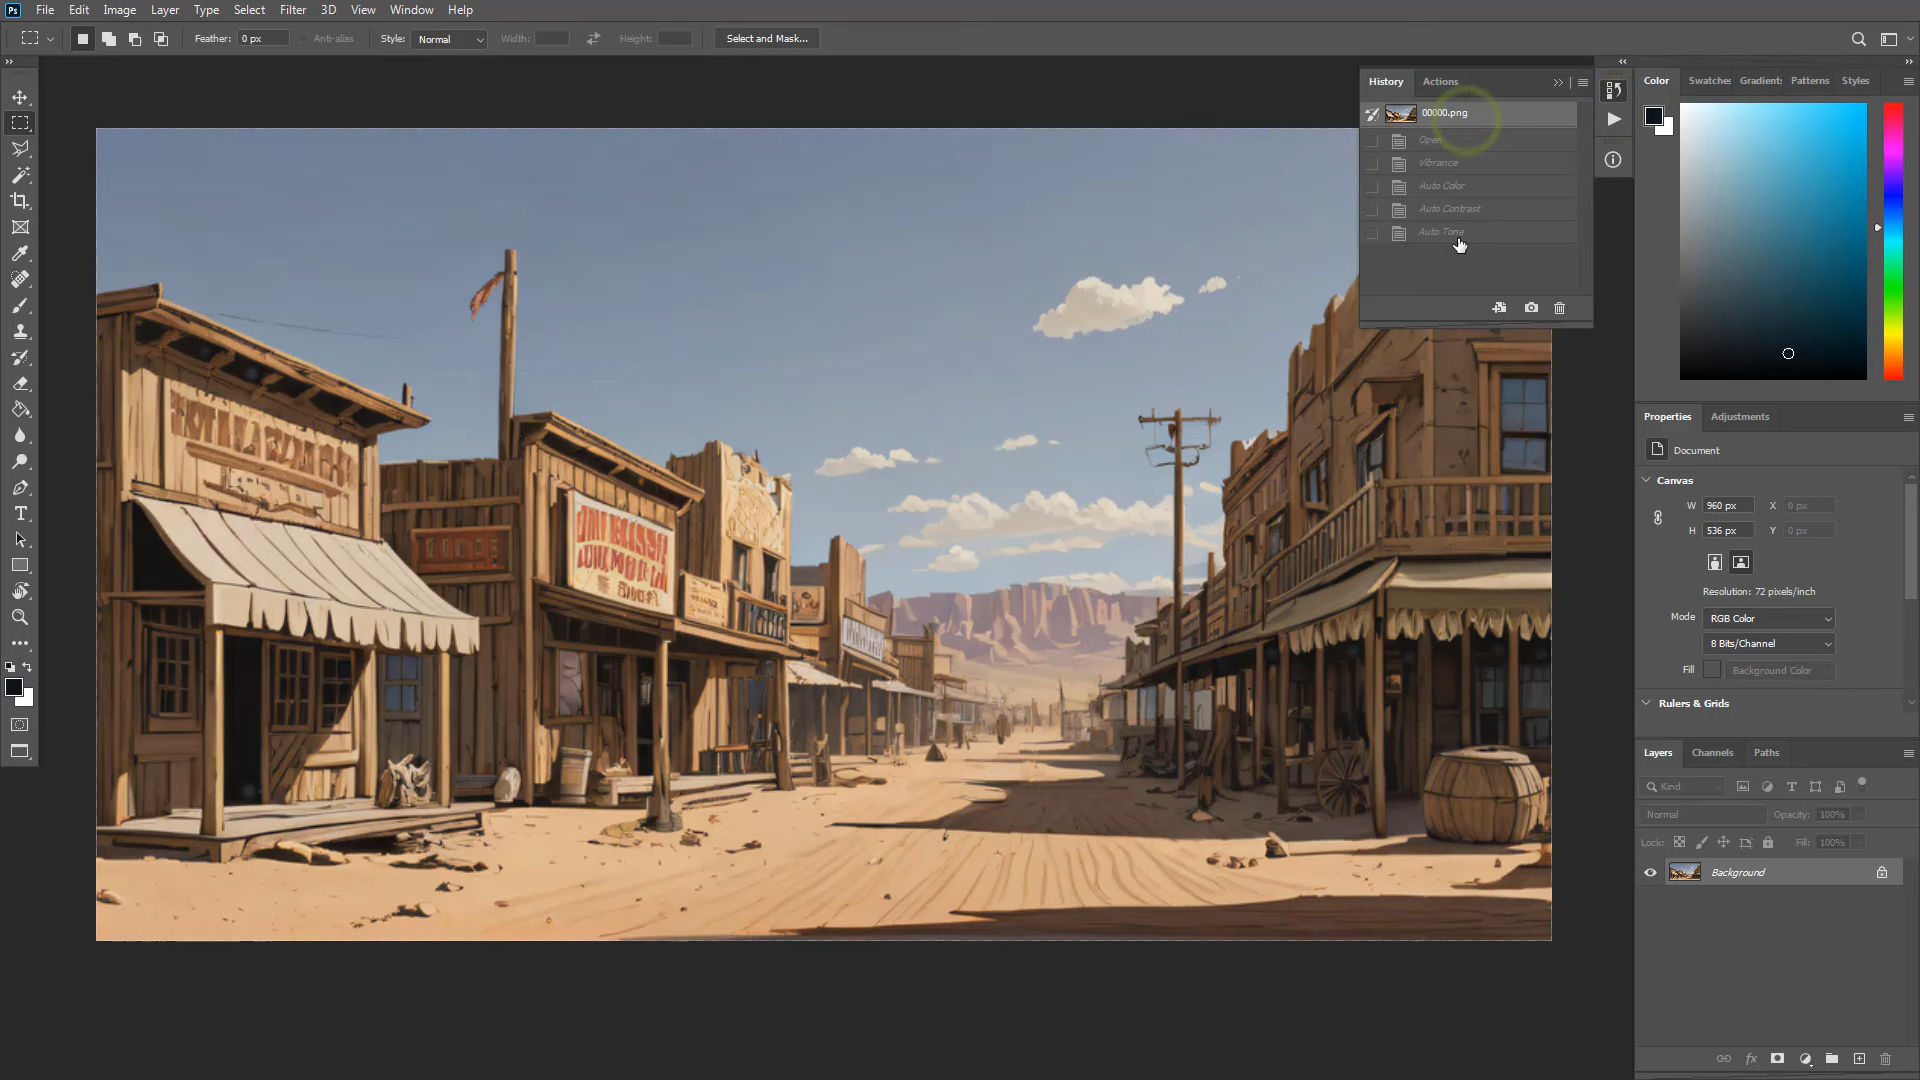 Ps File Edit Image Layer Type Select Filter 3D View Window Help
Feather: 0 px Anti-alias Style: Normal Width: Height: Select and Mask...
History Actions
00000.png
Open
Vibrance
Auto Color
Auto Contrast
Auto Tone
Color Swatches Gradients Patterns Styles
Properties Adjustments
Document
Canvas
W 960 px X 0 px
H 536 px Y 0 px
Resolution: 72 pixels/inch
Mode RGB Color
8 Bits/Channel
Fill Background Color
Rulers & Grids
Layers Channels Paths
Kind
Normal Opacity: 100%
Lock: Fill: 100%
Background
fx